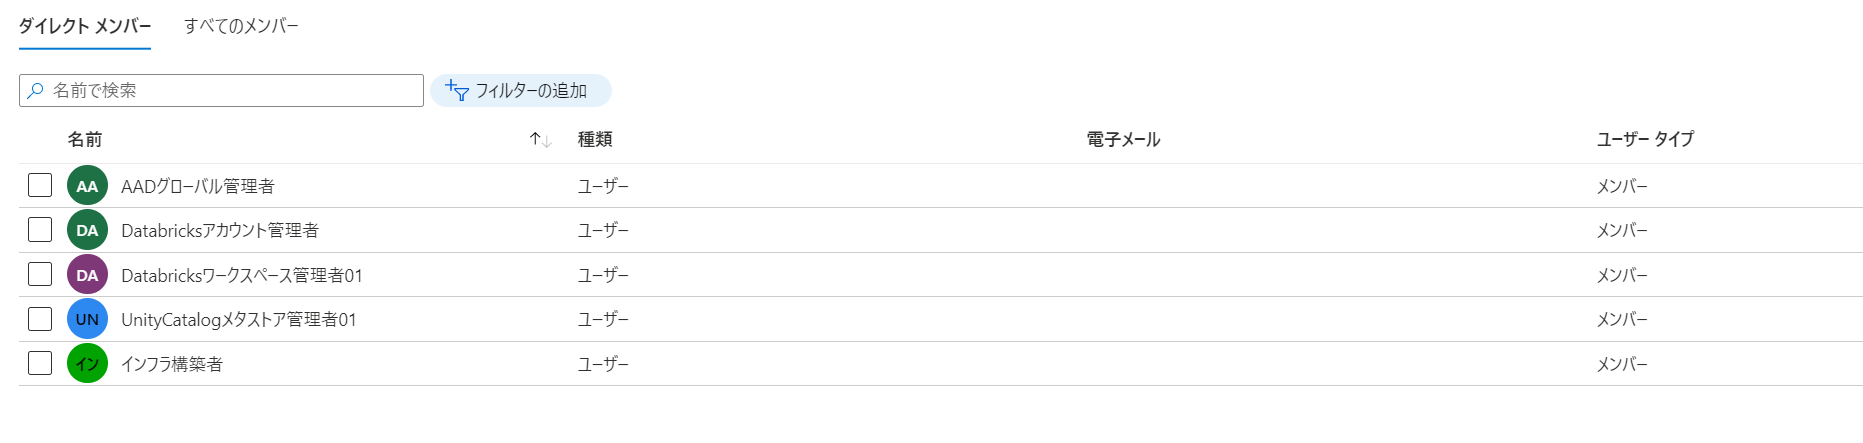 ダイレクト メンバー すべてのメンバー
名前で検索 フィルターの追加
名前 種類 電子メール ユーザー タイプ
AA AADグローバル管理者 ユーザー メンバー
DA Databricksアカウント管理者 ユーザー メンバー
DA Databricksワークスペース管理者01 ユーザー メンバー
UN UnityCatalogメタストア管理者01 ユーザー メンバー
イン インフラ構築者 ユーザー メンバー